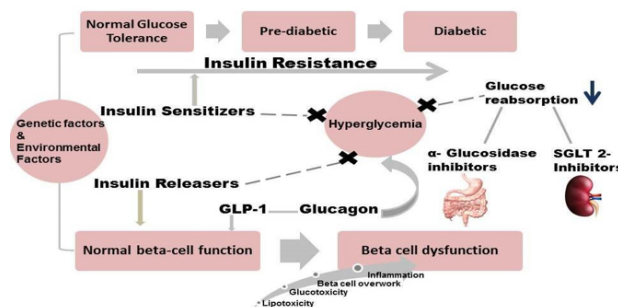 Normal Glucose
Tolerance
Pre-diabetic
Diabetic
Insulin Resistance
Insulin Sensitizers
Glucose
reabsorption
Genetic factors
&
Environmental
Factors
Hyperglycemia
α- Glucosidase
inhibitors
SGLT 2-
Inhibitors
Insulin Releasers
GLP-1
Glucagon
Normal beta-cell function
Beta cell dysfunction
Inflammation
Beta cell overwork
Glucotoxicity
Lipotoxicity